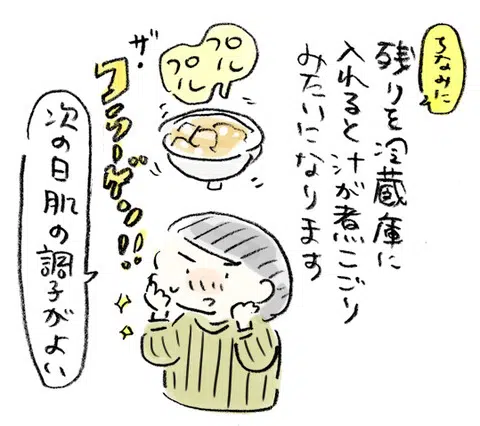 ちなみに
残りを冷蔵庫に
入れると汁が煮こごり
みたいになります
プル
プル
ザ・
コラーゲン!!
次の日肌の調子がよい